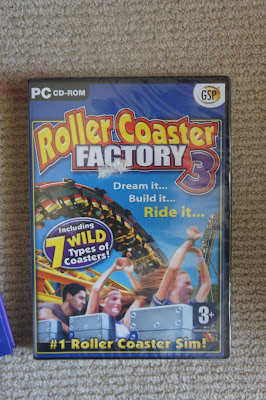 PC CD-ROM
GSP
Roller Coaster
FACTORY 3
Dream it...
Build it...
Ride it...
Including
7 WILD
Types of
Coasters!
3+
#1 Roller Coaster Sim!